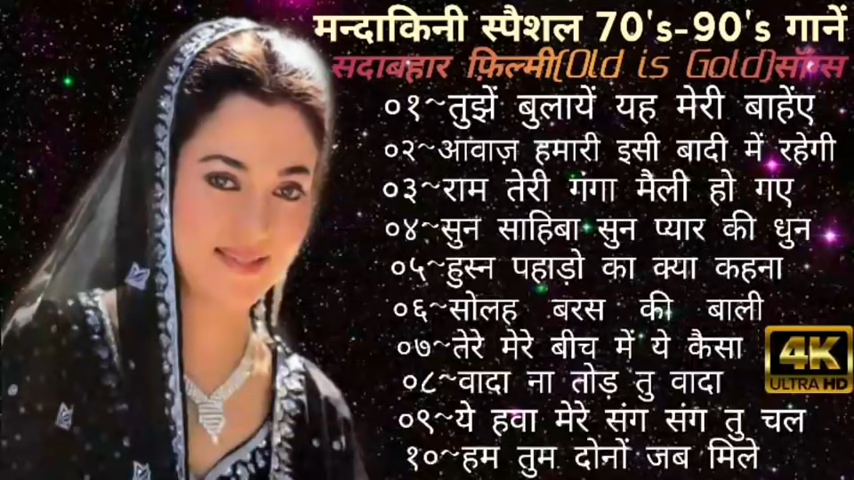 मन्दाकिनी स्पैशल 70's-90's गानें
सदाबहार फ़िल्मी(Old is Gold)सॉंग्स
०१~तुझें बुलायें यह मेरी बाहेंए
०२~आवाज़ हमारी इसी बादी में रहेगी
०३~राम तेरी गंगा मैली हो गए
०४~सुन साहिबा सुन प्यार की धुन
०५~हुस्न पहाड़ो का क्या कहना
०६~सोलह बरस की बाली
०७~तेरे मेरे बीच में ये कैसा
०८~वादा ना तोड़ तु वादा
०९~ये हवा मेरे संग संग तु चल
१०~हम तुम दोनों जब मिले
4K
ULTRA HD